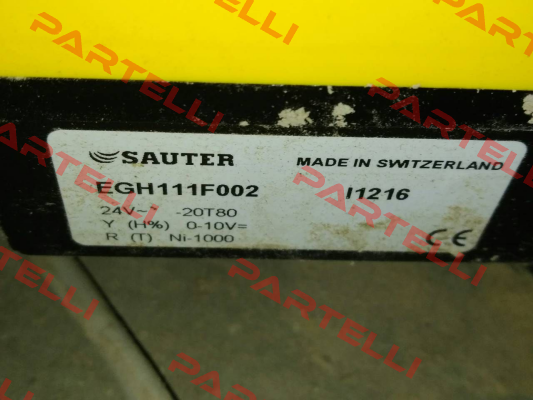 SAUTER MADE IN SWITZERLAND
EGH111F002 I1216
24V~ -20T80
Y (H%) 0-10V=
R (T) Ni-1000
CE
PARTELLI
PARTELLI
PARTELLI
PARTELLI
PARTELLI
PARTELLI